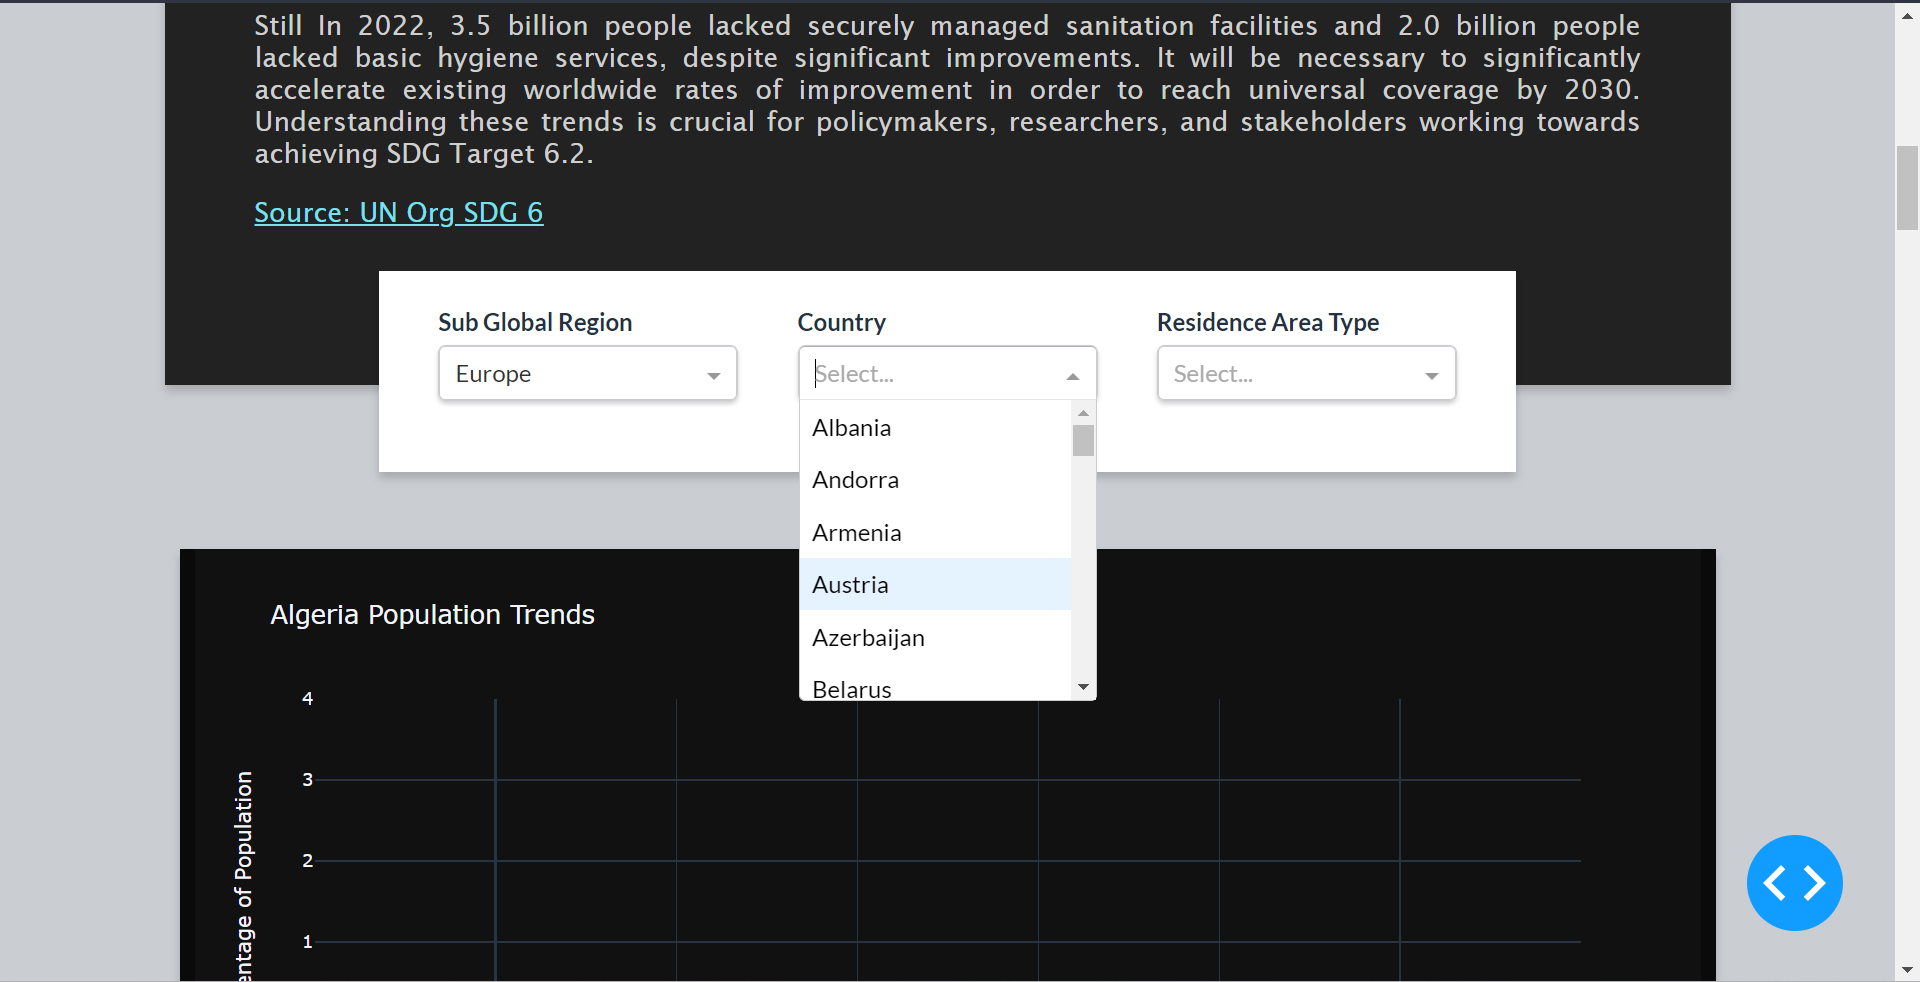 Still In 2022, 3.5 billion people lacked securely managed sanitation facilities and 2.0 billion people
lacked basic hygiene services, despite significant improvements. It will be necessary to significantly
accelerate existing worldwide rates of improvement in order to reach universal coverage by 2030.
Understanding these trends is crucial for policymakers, researchers, and stakeholders working towards
achieving SDG Target 6.2.
Source: UN Org SDG 6
Sub Global Region
Country
Residence Area Type
Europe
Select...
Select...
Albania
Andorra
Armenia
Austria
Azerbaijan
Belarus
Algeria Population Trends
4
3
2
1
entage of Population